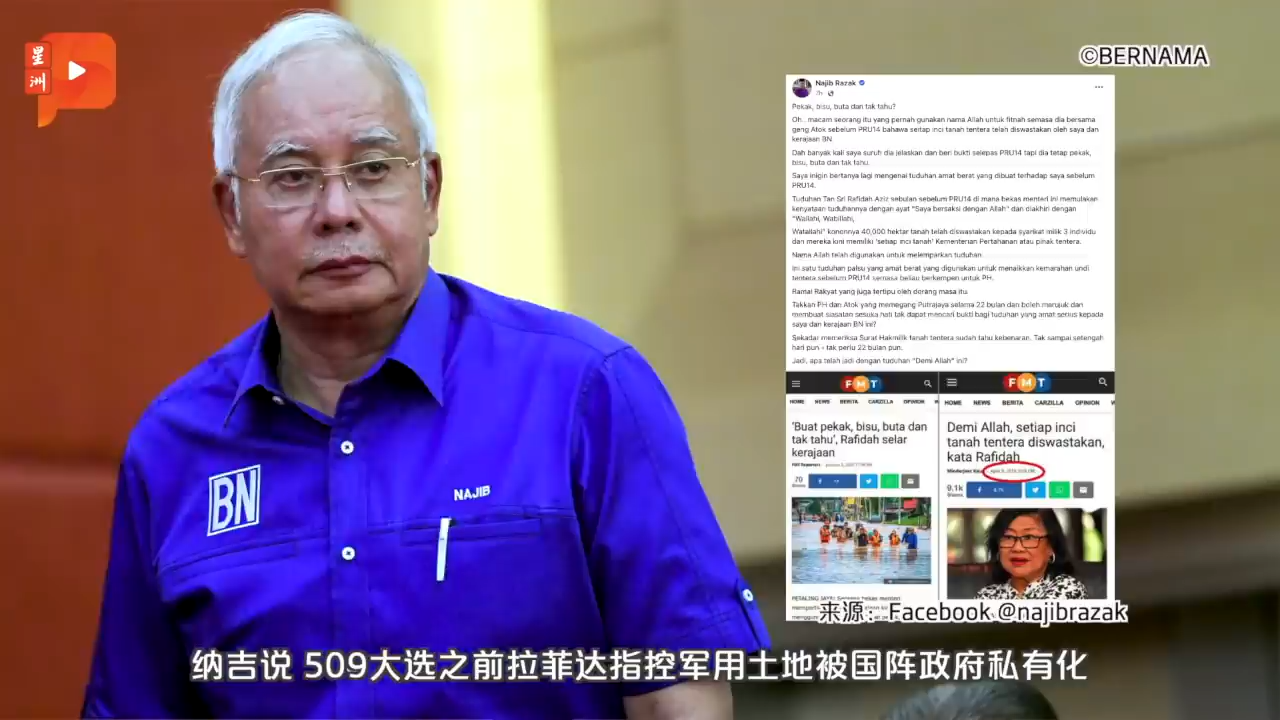 星
洲
©BERNAMA
Najib Razak
Pekak, bisu, buta dan tak tahu?
Oh.. macam seorang itu yang pernah gunakan nama Allah untuk fitnah semasa dia bersama
geng Atok sebelum PRU14 bahawa setiap inci tanah tentera telah diswastakan oleh saya dan
kerajaan BN.
Dah banyak kali saya suruh dia jelaskan dan beri bukti selepas PRU14 tapi dia tetap pekak,
bisu, buta dan tak tahu.
Saya inigin bertanya lagi mengenai tuduhan amat berat yang dibuat terhadap saya sebelum
PRU14.
Tuduhan Tan Sri Rafidah Aziz sebulan sebelum PRU14 di mana bekas menteri ini memulakan
kenyataan tuduhannya dengan ayat "Saya bersaksi dengan Allah" dan diakhiri dengan
"Wallahi, Wabillahi,
Watallahi" kononnya 40,000 hektar tanah telah diswastakan kepada syarikat milik 3 individu
dan mereka kini memiliki 'setiap inci tanah' Kementerian Pertahanan atau pihak tentera.
Nama Allah telah digunakan untuk melemparkan tuduhan.
Ini satu tuduhan palsu yang amat berat yang digunakan untuk menaikkan kemarahan undi
tentera sebelum PRU14 semasa beliau berkempen untuk PH.
Ramai Rakyat yang juga tertipu oleh dorang masa itu.
Takkan PH dan Atok yang memegang Putrajaya selama 22 bulan dan boleh merujuk dan
membuat siasatan sesuka hati tak dapat mencari bukti bagi tuduhan yang amat serius kepada
saya dan kerajaan BN ini?
Sekadar memeriksa Surat Hakmilik tanah tentera sudah tahu kebenaran. Tak sampai setengah
hari pun - tak perlu 22 bulan pun.
Jadi, apa telah jadi dengan tuduhan "Demi Allah" ini?
FMT
HOME NEWS BERITA CARZILLA OPINION
'Buat pekak, bisu, buta dan
tak tahu', Rafidah selar
kerajaan
70
FMT
HOME NEWS BERITA CARZILLA OPINION
Demi Allah, setiap inci
tanah tentera diswastakan,
kata Rafidah
9.1k
BN
NAJIB
来源：Facebook @najibrazak
纳吉说 509大选之前拉菲达指控军用土地被国阵政府私有化